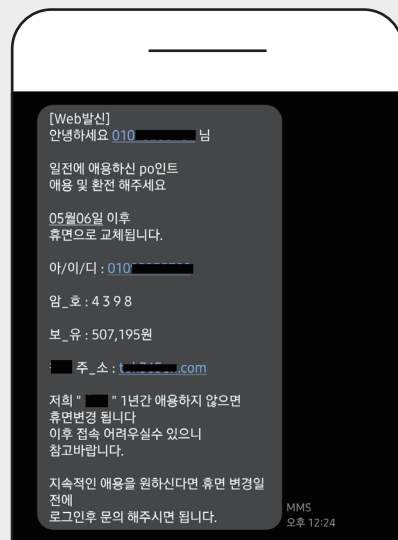 [Web발신]
안녕하세요 010 님
일전에 애용하신 po인트
애용 및 환전 해주세요
05월06일 이후
휴면으로 교체됩니다.
아/이/디 : 010
암_호 : 4 3 9 8
보_유 : 507,195원
주_소 : .com
저희 " " 1년간 애용하지 않으면
휴면변경 됩니다
이후 접속 어려우실수 있으니
참고바랍니다.
지속적인 애용을 원하신다면 휴면 변경일
전에
로그인후 문의 해주시면 됩니다.
MMS
오후 12:24